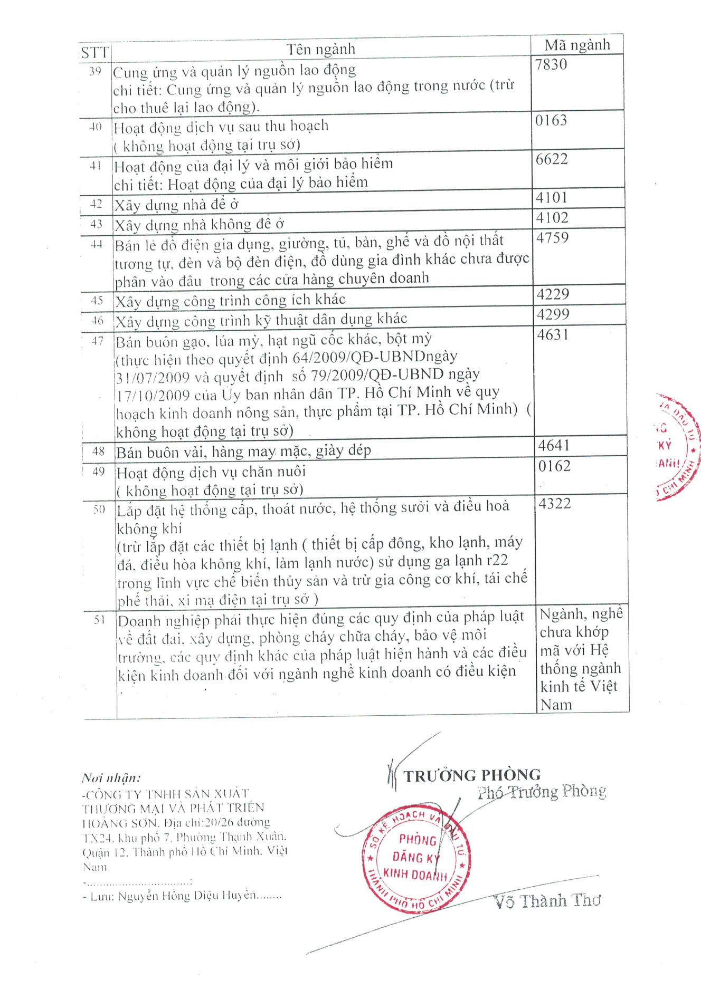 STT Tên ngành Mã ngành
39 Cung ứng và quản lý nguồn lao động 7830
chi tiết: Cung ứng và quản lý nguồn lao động trong nước (trừ
cho thuê lại lao động).
40 Hoạt động dịch vụ sau thu hoạch 0163
( không hoạt động tại trụ sở)
41 Hoạt động của đại lý và môi giới bảo hiểm 6622
chi tiết: Hoạt động của đại lý bảo hiểm
42 Xây dựng nhà để ở 4101
43 Xây dựng nhà không để ở 4102
44 Bán lẻ đồ điện gia dụng, giường, tủ, bàn, ghế và đồ nội thất 4759
tương tự, đèn và bộ đèn điện, đồ dùng gia đình khác chưa được
phân vào đâu trong các cửa hàng chuyên doanh
45 Xây dựng công trình công ích khác 4229
46 Xây dựng công trình kỹ thuật dân dụng khác 4299
47 Bán buôn gạo, lúa mỳ, hạt ngũ cốc khác, bột mỳ 4631
(thực hiện theo quyết định 64/2009/QĐ-UBNDngày
31/07/2009 và quyết định số 79/2009/QĐ-UBND ngày
17/10/2009 của Ủy ban nhân dân TP. Hồ Chí Minh về quy
hoạch kinh doanh nông sản, thực phẩm tại TP. Hồ Chí Minh) (
không hoạt động tại trụ sở)
48 Bán buôn vải, hàng may mặc, giày dép 4641
49 Hoạt động dịch vụ chăn nuôi 0162
( không hoạt động tại trụ sở)
50 Lắp đặt hệ thống cấp, thoát nước, hệ thống sưởi và điều hoà 4322
không khí
(trừ lắp đặt các thiết bị lạnh ( thiết bị cấp đông, kho lạnh, máy
đá, điều hòa không khí, làm lạnh nước) sử dụng ga lạnh r22
trong lĩnh vực chế biến thủy sản và trừ gia công cơ khí, tái chế
phế thải, xi mạ điện tại trụ sở )
51 Doanh nghiệp phải thực hiện đúng các quy định của pháp luật Ngành, nghề
về đất đai, xây dựng, phòng cháy chữa cháy, bảo vệ môi chưa khớp
trường, các quy định khác của pháp luật hiện hành và các điều mã với Hệ
kiện kinh doanh đối với ngành nghề kinh doanh có điều kiện thống ngành
kinh tế Việt
Nam
Nơi nhận:
-CÔNG TY TNHH SẢN XUẤT
THƯƠNG MẠI VÀ PHÁT TRIỂN
HOÀNG SƠN. Địa chỉ:20/26 đường
TX24, khu phố 7, Phường Thạnh Xuân,
Quận 12, Thành phố Hồ Chí Minh, Việt
Nam
-..............................;
- Lưu: Nguyễn Hồng Diệu Huyền........
TRƯỞNG PHÒNG
Phó Trưởng Phòng
SỞ KẾ HOẠCH VÀ ĐẦU TƯ
PHÒNG
ĐĂNG KÝ
KINH DOANH
THÀNH PHỐ HỒ CHÍ MINH
Võ Thành Thơ